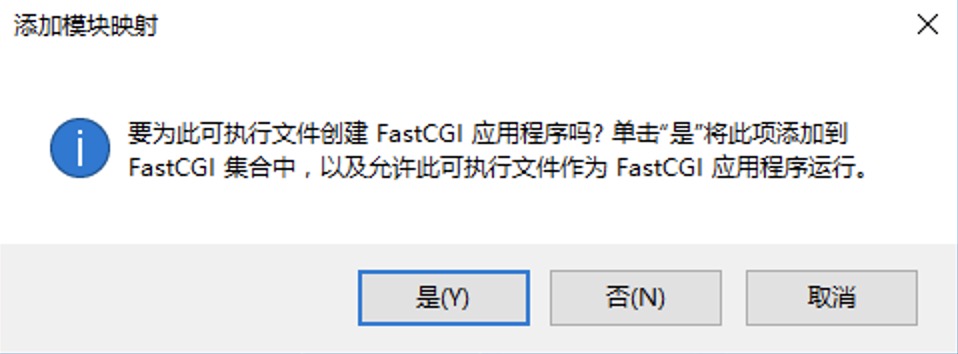 添加模块映射
要为此可执行文件创建 FastCGI 应用程序吗? 单击“是”将此项添加到
FastCGI 集合中，以及允许此可执行文件作为 FastCGI 应用程序运行。
是(Y) 否(N) 取消